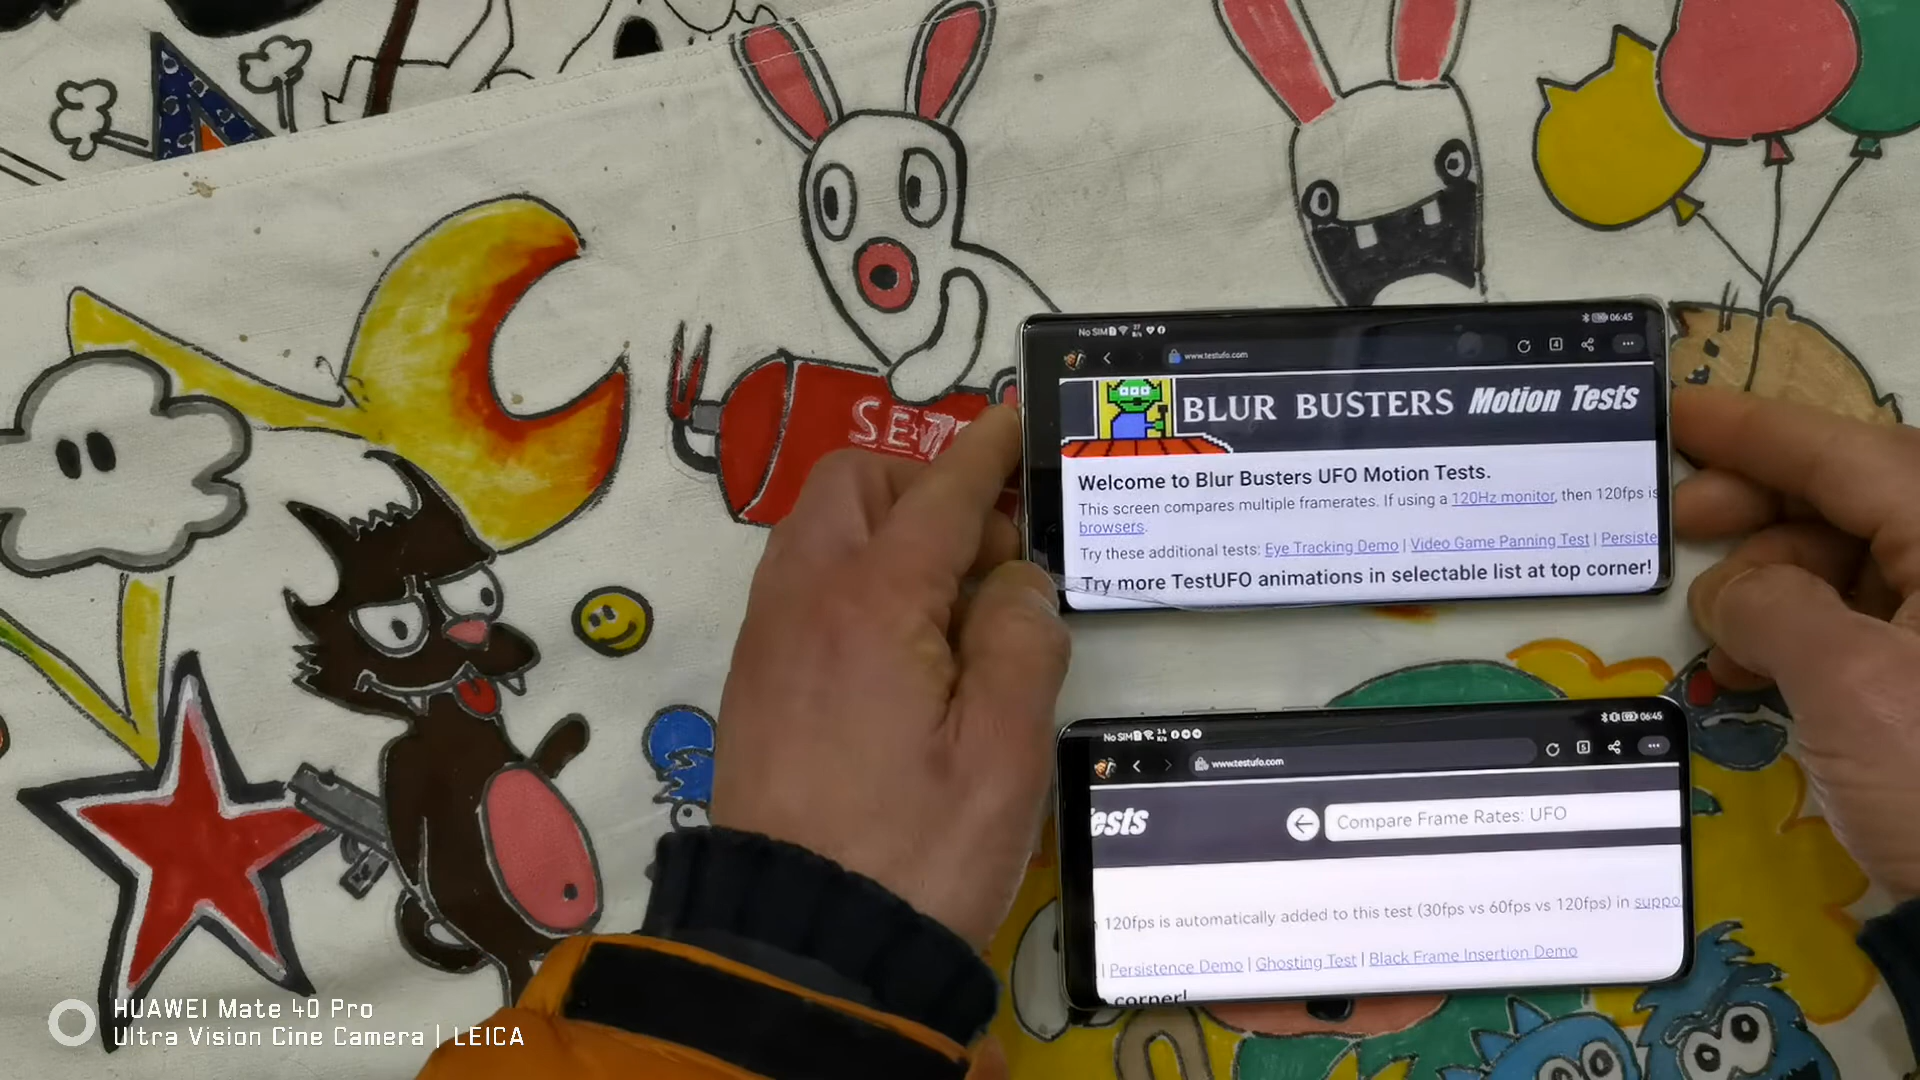 SE
No SIM
27
B/s
06:45
www.testufo.com
4
BLUR BUSTERS Motion Tests
Welcome to Blur Busters UFO Motion Tests.
This screen compares multiple framerates. If using a 120Hz monitor, then 120fps is
browsers.
Try these additional tests: Eye Tracking Demo | Video Game Panning Test | Persiste
Try more TestUFO animations in selectable list at top corner!
No SIM
06:45
www.testufo.com
5
Tests
Compare Frame Rates: UFO
120fps is automatically added to this test (30fps vs 60fps vs 120fps) in suppo
| Persistence Demo | Ghosting Test | Black Frame Insertion Demo
corner!
HUAWEI Mate 40 Pro
Ultra Vision Cine Camera | LEICA